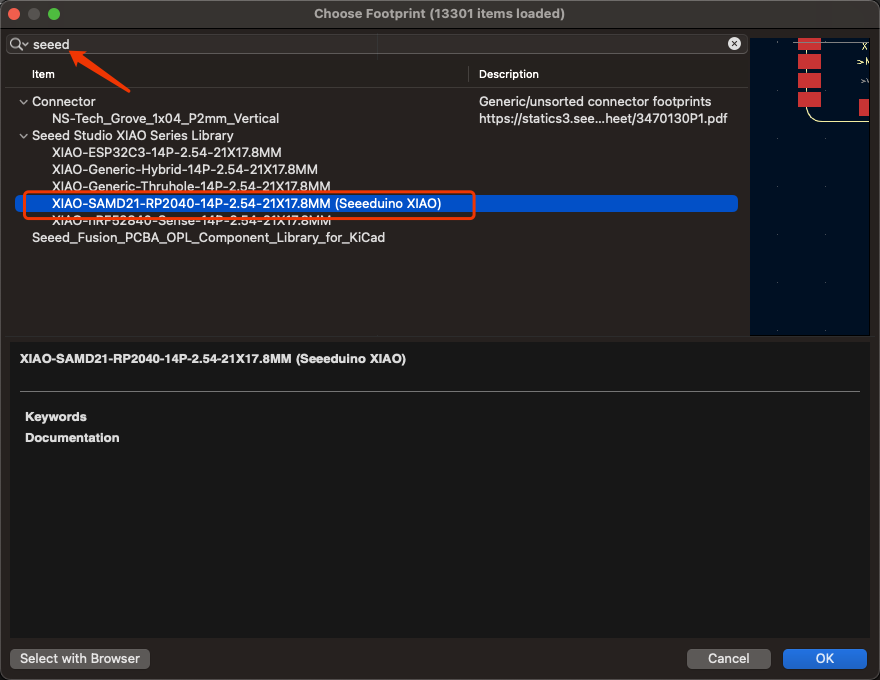 Choose Footprint (13301 items loaded)
seeed
Item Description
Connector Generic/unsorted connector footprints
NS-Tech_Grove_1x04_P2mm_Vertical https://statics3.see...heet/3470130P1.pdf
Seeed Studio XIAO Series Library
XIAO-ESP32C3-14P-2.54-21X17.8MM
XIAO-Generic-Hybrid-14P-2.54-21X17.8MM
XIAO-Generic-Thruhole-14P-2.54-21X17.8MM
XIAO-SAMD21-RP2040-14P-2.54-21X17.8MM (Seeeduino XIAO)
XIAO-nRF52840-Sense-14P-2.54-21X17.8MM
Seeed_Fusion_PCBA_OPL_Component_Library_for_KiCad
XIAO-SAMD21-RP2040-14P-2.54-21X17.8MM (Seeeduino XIAO)
Keywords
Documentation
Select with Browser Cancel OK